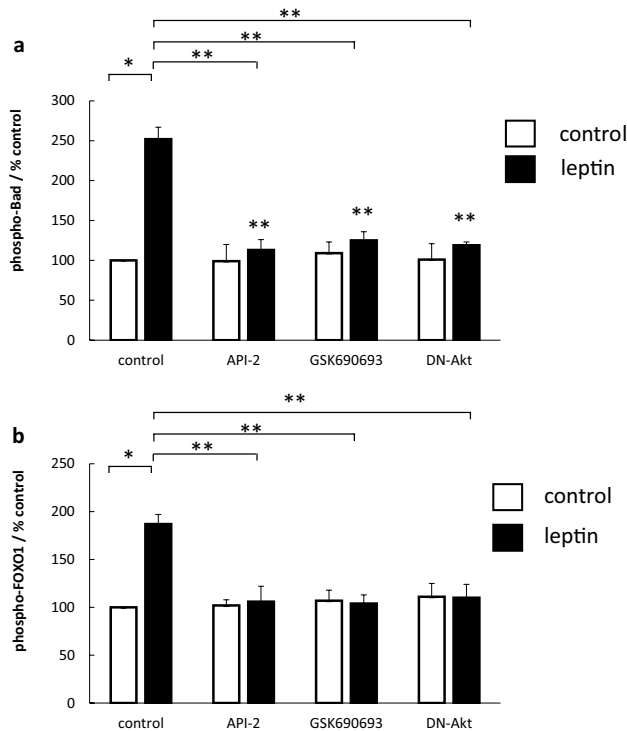 **
a
**
*
**
300
control
250
leptin
200
phospho-Bad / % control
150
**
**
**
100
50
0
control
API-2
GSK690693
DN-Akt
**
b
**
*
**
250
control
200
leptin
150
phospho-FOXO1 / % control
100
50
0
control
API-2
GSK690693
DN-Akt